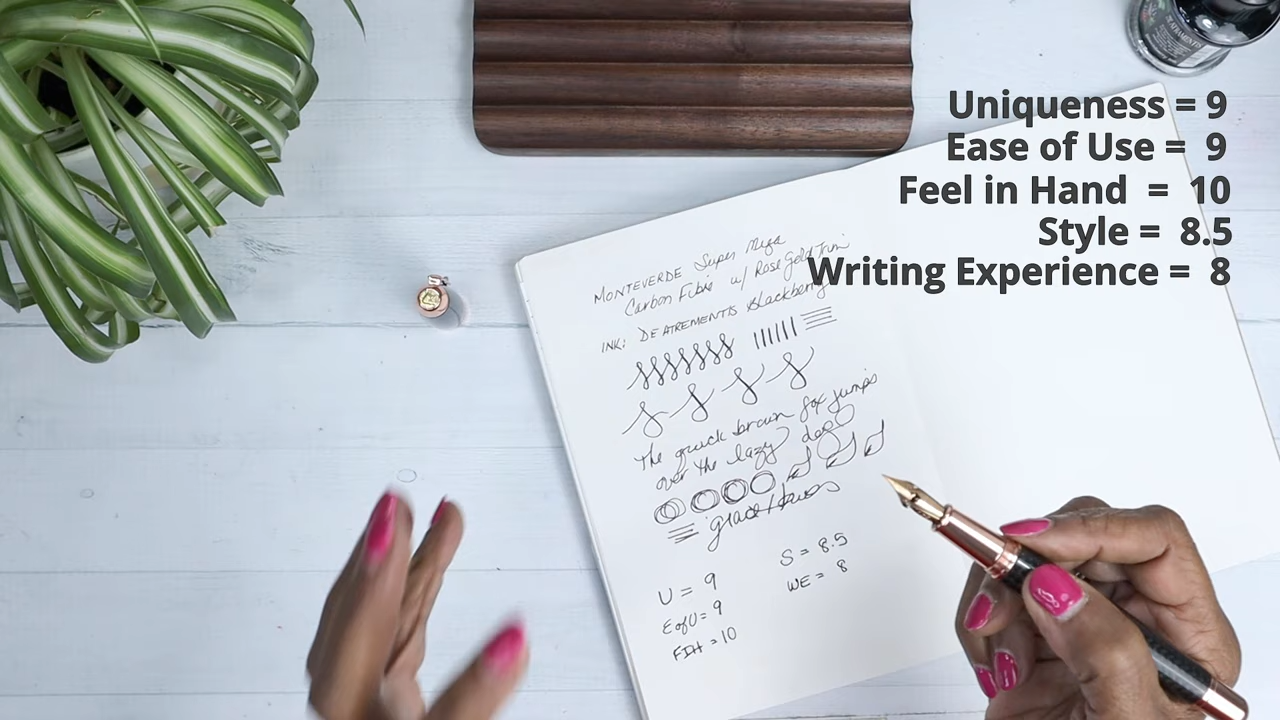 Uniqueness = 9
Ease of Use = 9
Feel in Hand = 10
Style = 8.5
Writing Experience = 8
MONTEVERDE Super Mega
Carbon Fibre w/ Rose Gold Trim
INK: DE ATREMENTIS blackberry
The quick brown fox jumps
over the lazy dog
U = 9
E of U = 9
FIH = 10
S = 8.5
WE = 8